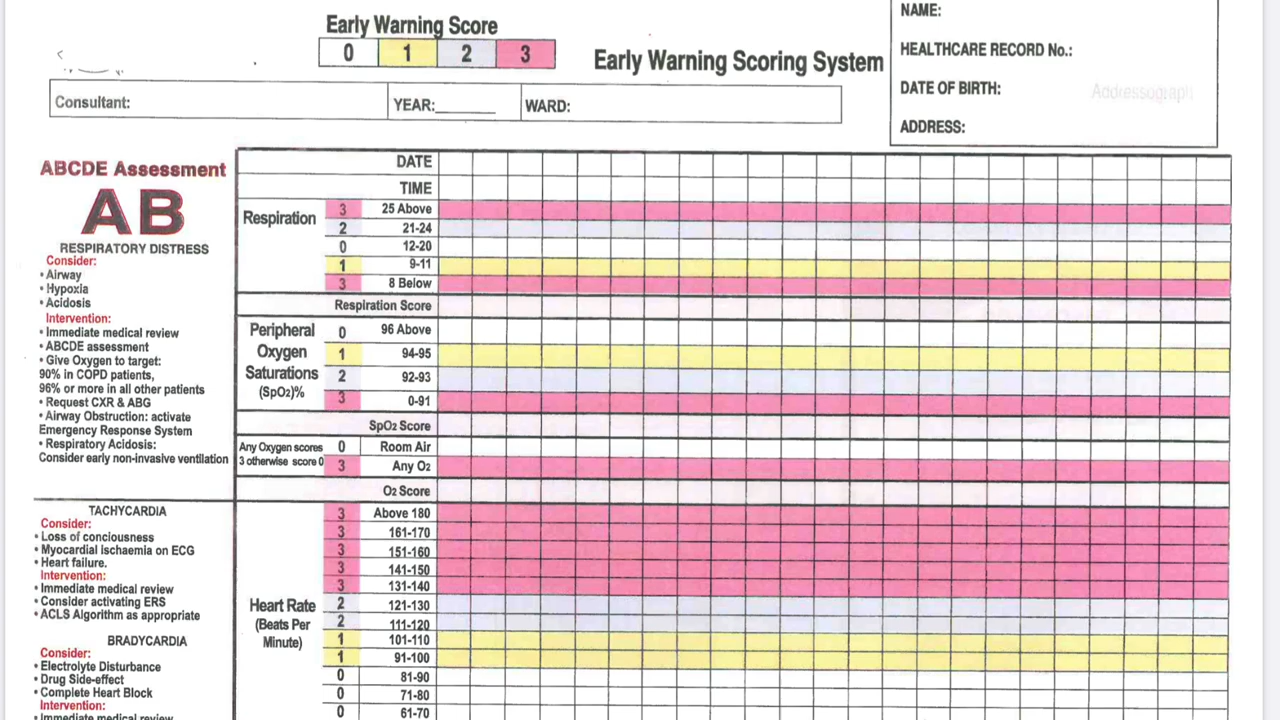 Early Warning Score
0 1 2 3
Early Warning Scoring System
NAME:
HEALTHCARE RECORD No.:
DATE OF BIRTH:
Addressograph
ADDRESS:
Consultant: YEAR:______ WARD:
ABCDE Assessment
AB
RESPIRATORY DISTRESS
Consider:
• Airway
• Hypoxia
• Acidosis
Intervention:
• Immediate medical review
• ABCDE assessment
• Give Oxygen to target:
90% in COPD patients,
96% or more in all other patients
• Request CXR & ABG
• Airway Obstruction: activate
Emergency Response System
• Respiratory Acidosis:
Consider early non-invasive ventilation
TACHYCARDIA
Consider:
• Loss of conciousness
• Myocardial ischaemia on ECG
• Heart failure.
Intervention:
• Immediate medical review
• Consider activating ERS
• ACLS Algorithm as appropriate
BRADYCARDIA
Consider:
• Electrolyte Disturbance
• Drug Side-effect
• Complete Heart Block
Intervention:
• Immediate medical review
DATE
TIME
Respiration
3 25 Above
2 21-24
0 12-20
1 9-11
3 8 Below
Respiration Score
Peripheral
Oxygen
Saturations
(SpO2)%
0 96 Above
1 94-95
2 92-93
3 0-91
SpO2 Score
Any Oxygen scores
3 otherwise score 0
0 Room Air
3 Any O2
O2 Score
Heart Rate
(Beats Per
Minute)
3 Above 180
3 161-170
3 151-160
3 141-150
3 131-140
2 121-130
2 111-120
1 101-110
1 91-100
0 81-90
0 71-80
0 61-70